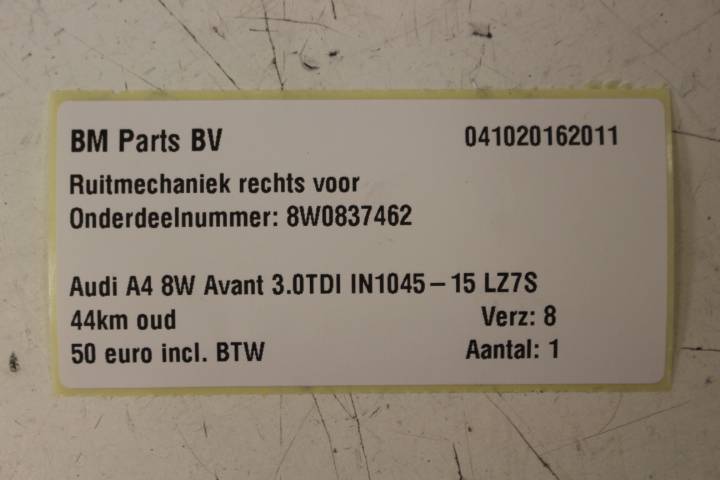 BM Parts BV 041020162011
Ruitmechaniek rechts voor
Onderdeelnummer: 8W0837462
Audi A4 8W Avant 3.0TDI IN1045-15 LZ7S
44km oud Verz: 8
50 euro incl. BTW Aantal: 1